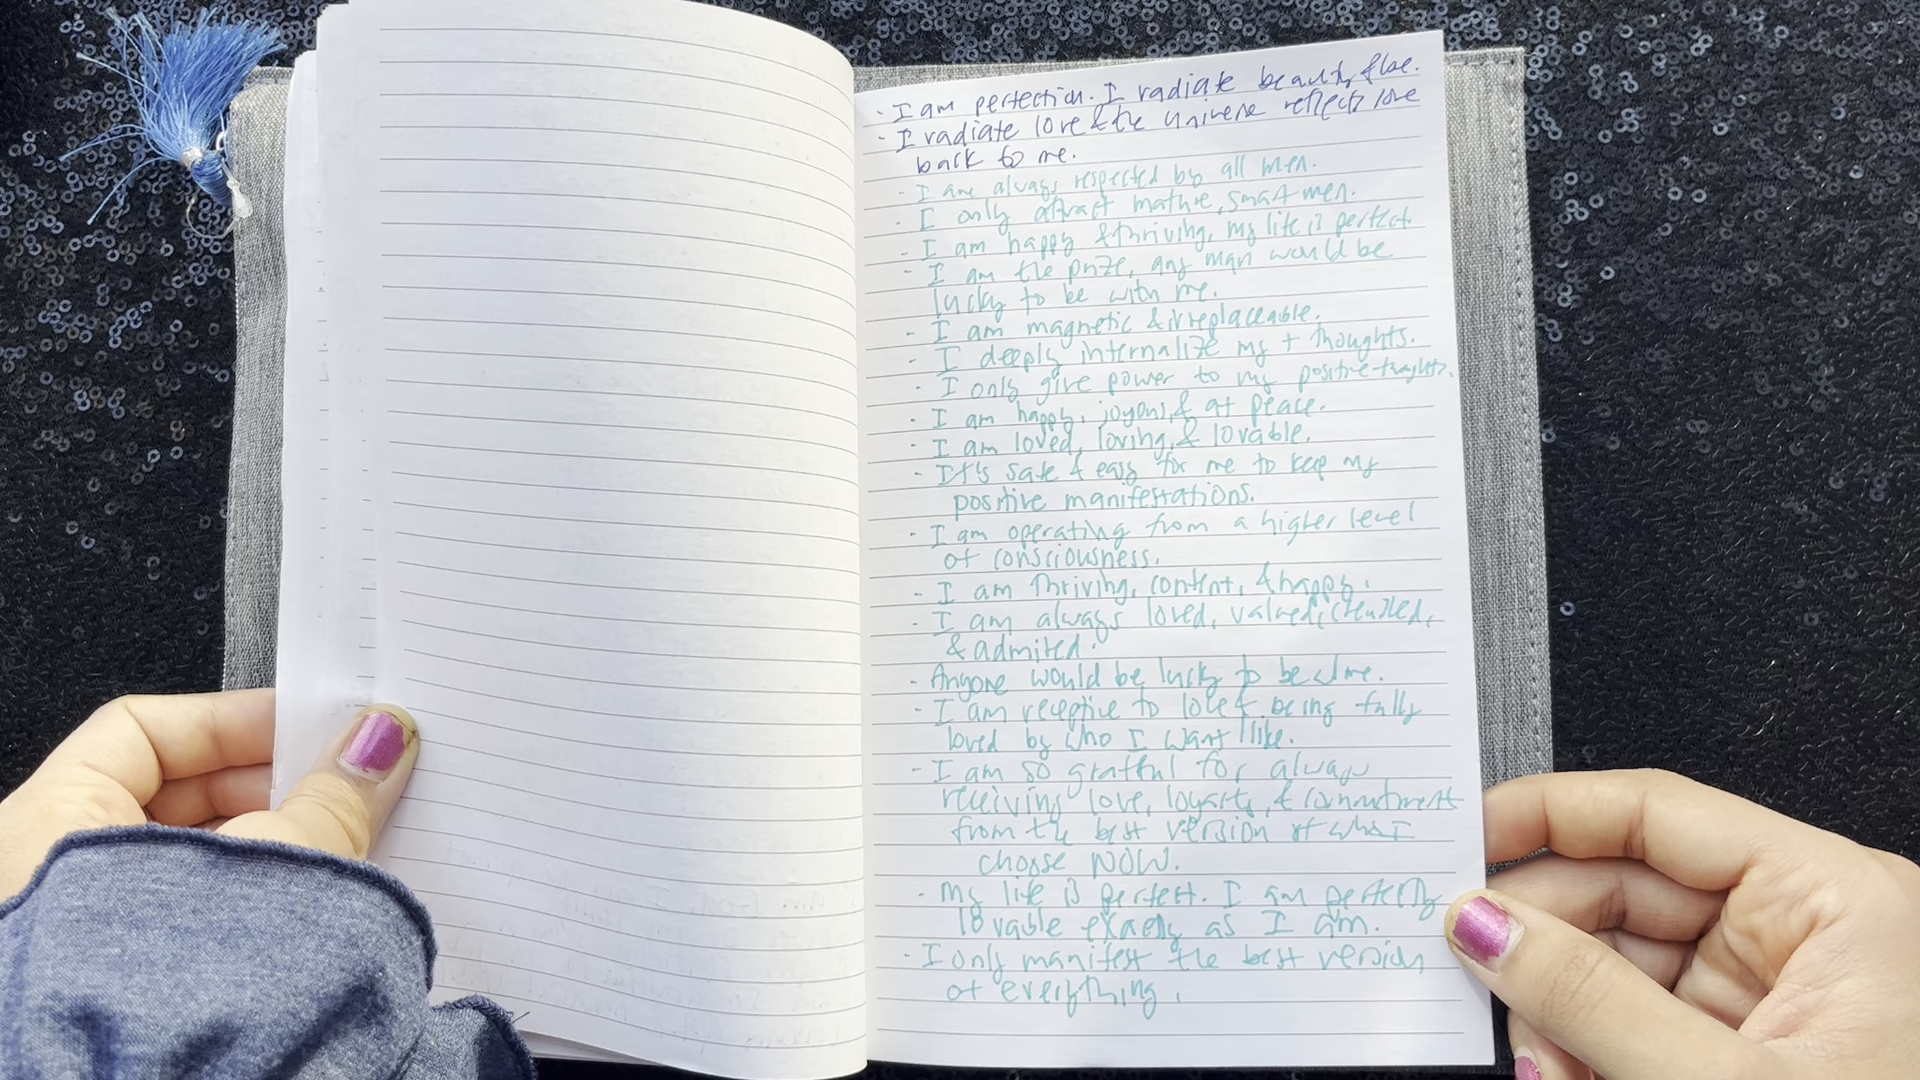 - I am perfection. I radiate beauty & love.
- I radiate love & the universe reflects love
back to me.
- I am always respected by all men.
- I only attract mature, smart men.
- I am happy & thriving, my life is perfect
- I am the prize, any man would be
lucky to be with me.
- I am magnetic & irreplaceable.
- I deeply internalize my + thoughts.
- I only give power to my positive thoughts.
- I am happy, joyous, & at peace.
- I am loved, loving, & lovable.
- It's safe & easy for me to keep my
positive manifestations.
- I am operating from a higher level
of consciousness.
- I am thriving, content, & happy.
- I am always loved, valued, cherished,
& admired.
- Anyone would be lucky to be w/ me.
- I am receptive to love & being fully
loved by who I want / like.
- I am so grateful for always
receiving love, loyalty, & commitment
from the best version of who I
choose NOW.
- My life is perfect. I am perfectly
lovable exactly as I am.
- I only manifest the best version
of everything.